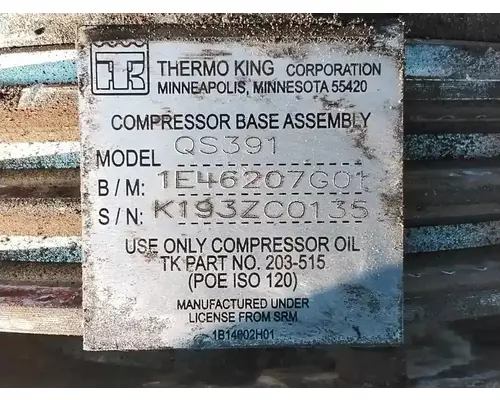 TK
THERMO KING CORPORATION
MINNEAPOLIS, MINNESOTA 55420
COMPRESSOR BASE ASSEMBLY
MODEL QS391
B / M: 1E46207G01
S / N: K193ZC0135
USE ONLY COMPRESSOR OIL
TK PART NO. 203-515
(POE ISO 120)
MANUFACTURED UNDER
LICENSE FROM SRM
1B14002H01